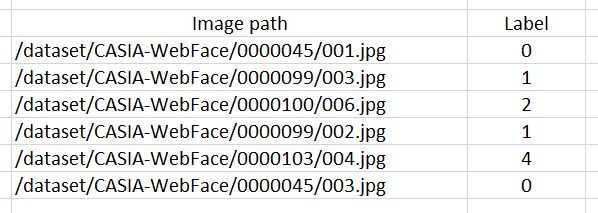 Image path Label
/dataset/CASIA-WebFace/0000045/001.jpg 0
/dataset/CASIA-WebFace/0000099/003.jpg 1
/dataset/CASIA-WebFace/0000100/006.jpg 2
/dataset/CASIA-WebFace/0000099/002.jpg 1
/dataset/CASIA-WebFace/0000103/004.jpg 4
/dataset/CASIA-WebFace/0000045/003.jpg 0